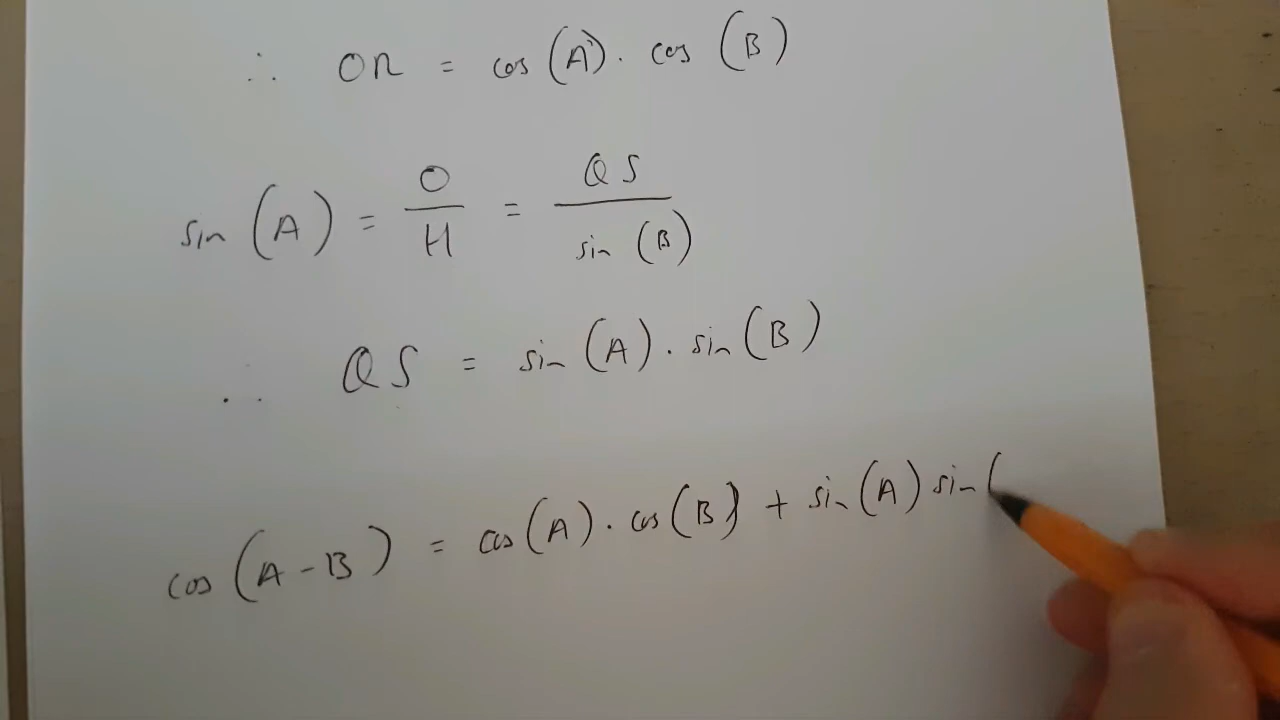 ∴ OR = cos (A) . cos (B)
sin (A) = O/H = QS/sin (B)
∴ QS = sin (A) . sin (B)
cos (A - B) = cos (A) . cos (B) + sin (A) sin (